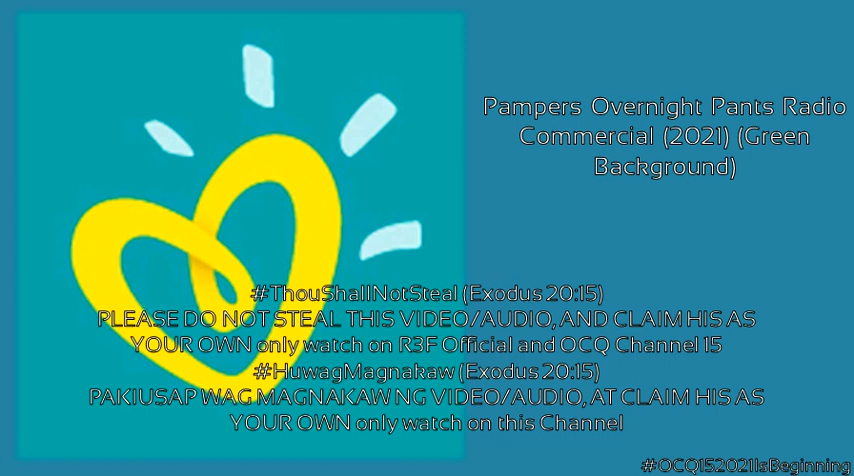 Pampers Overnight Pants Radio
Commercial (2021) (Green
Background)
#ThouShallNotSteal (Exodus 20:15)
PLEASE DO NOT STEAL THIS VIDEO/AUDIO, AND CLAIM HIS AS
YOUR OWN only watch on R3F Official and OCQ Channel 15
#HuwagMagnakaw (Exodus 20:15)
PAKIUSAP WAG MAGNAKAW NG VIDEO/AUDIO, AT CLAIM HIS AS
YOUR OWN only watch on this Channel
#OCQ152021IsBeginning